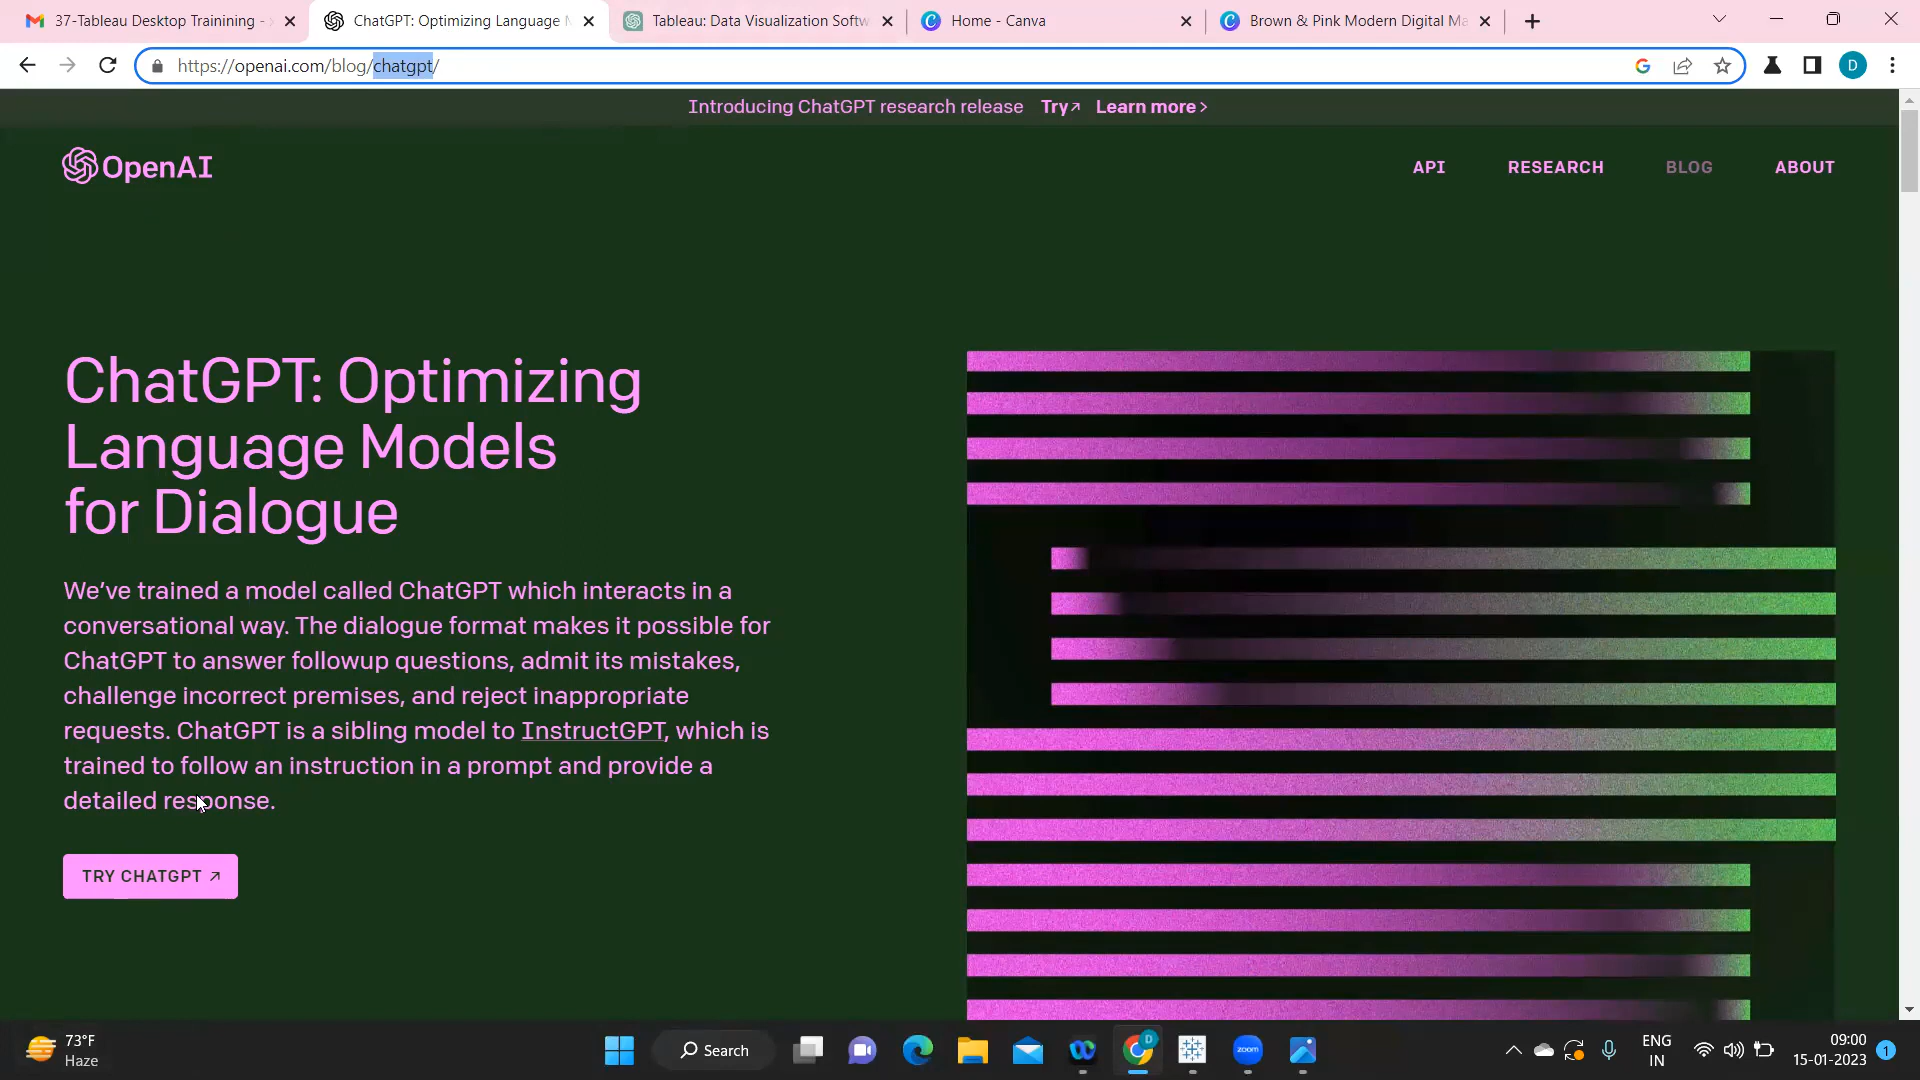 37-Tableau Desktop Trainining -
ChatGPT: Optimizing Language
Tableau: Data Visualization Softw
Home - Canva
Brown & Pink Modern Digital Ma
https://openai.com/blog/chatgpt/
D
Introducing ChatGPT research release Try↗ Learn more >
OpenAI
API RESEARCH BLOG ABOUT
ChatGPT: Optimizing
Language Models
for Dialogue
We’ve trained a model called ChatGPT which interacts in a
conversational way. The dialogue format makes it possible for
ChatGPT to answer followup questions, admit its mistakes,
challenge incorrect premises, and reject inappropriate
requests. ChatGPT is a sibling model to InstructGPT, which is
trained to follow an instruction in a prompt and provide a
detailed response.
TRY CHATGPT ↗
73°F
Haze
Search
D
zoom
ENG
IN
09:00
15-01-2023
1